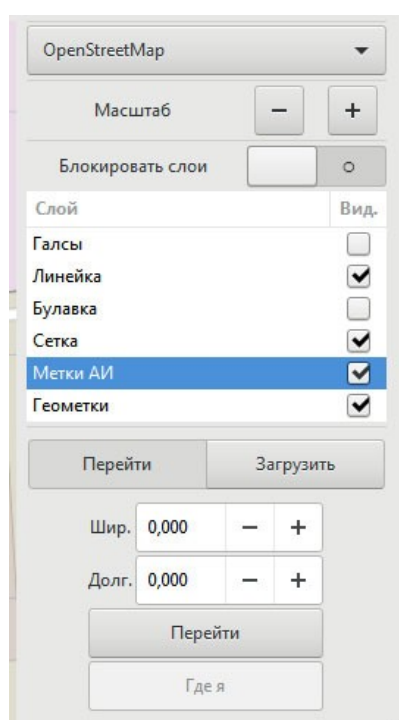 OpenStreetMap
Масштаб − +
Блокировать слои
Слой Вид.
Галсы
Линейка
Булавка
Сетка
Метки АИ
Геометки
Перейти Загрузить
Шир. 0,000 − +
Долг. 0,000 − +
Перейти
Где я